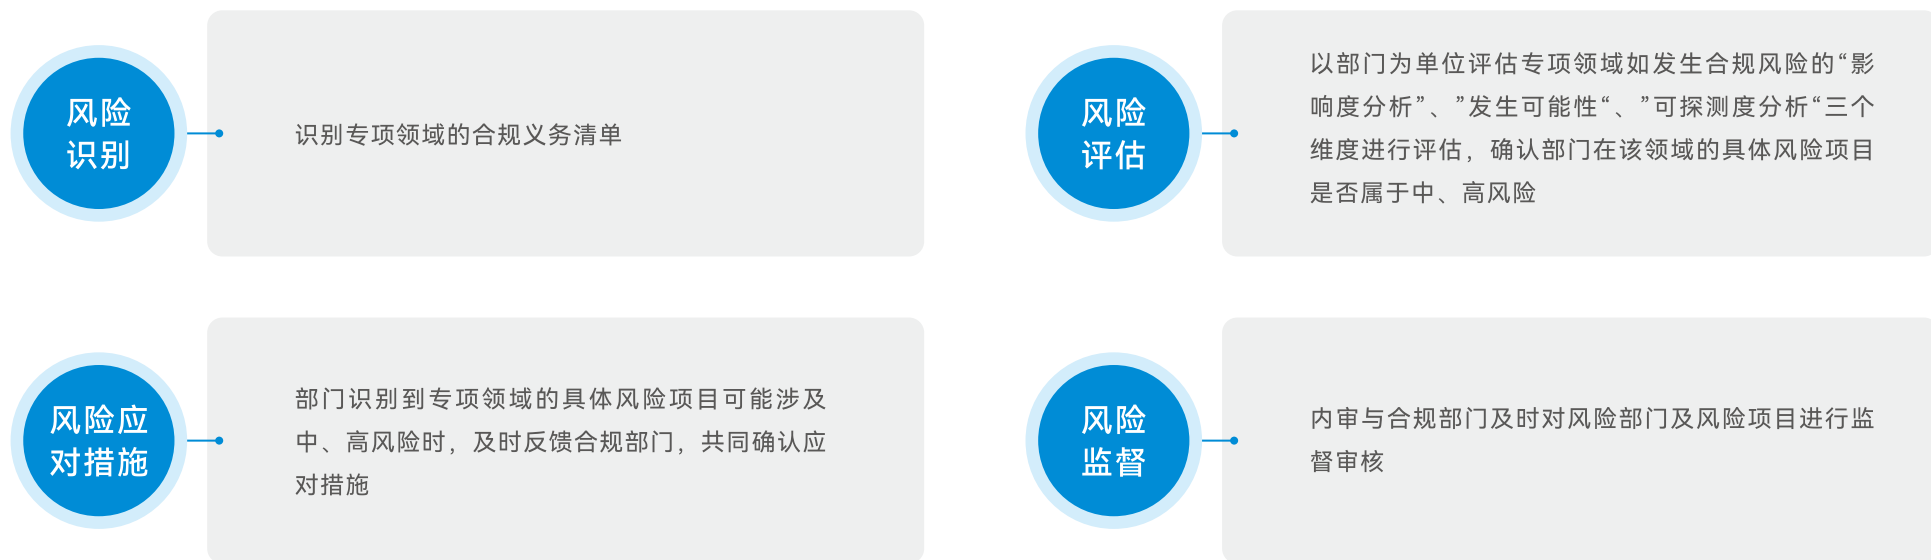 风险
识别
识别专项领域的合规义务清单
风险
评估
以部门为单位评估专项领域如发生合规风险的“影
响度分析”、”发生可能性“、”可探测度分析“三个
维度进行评估，确认部门在该领域的具体风险项目
是否属于中、高风险
风险应
对措施
部门识别到专项领域的具体风险项目可能涉及
中、高风险时，及时反馈合规部门，共同确认应
对措施
风险
监督
内审与合规部门及时对风险部门及风险项目进行监
督审核